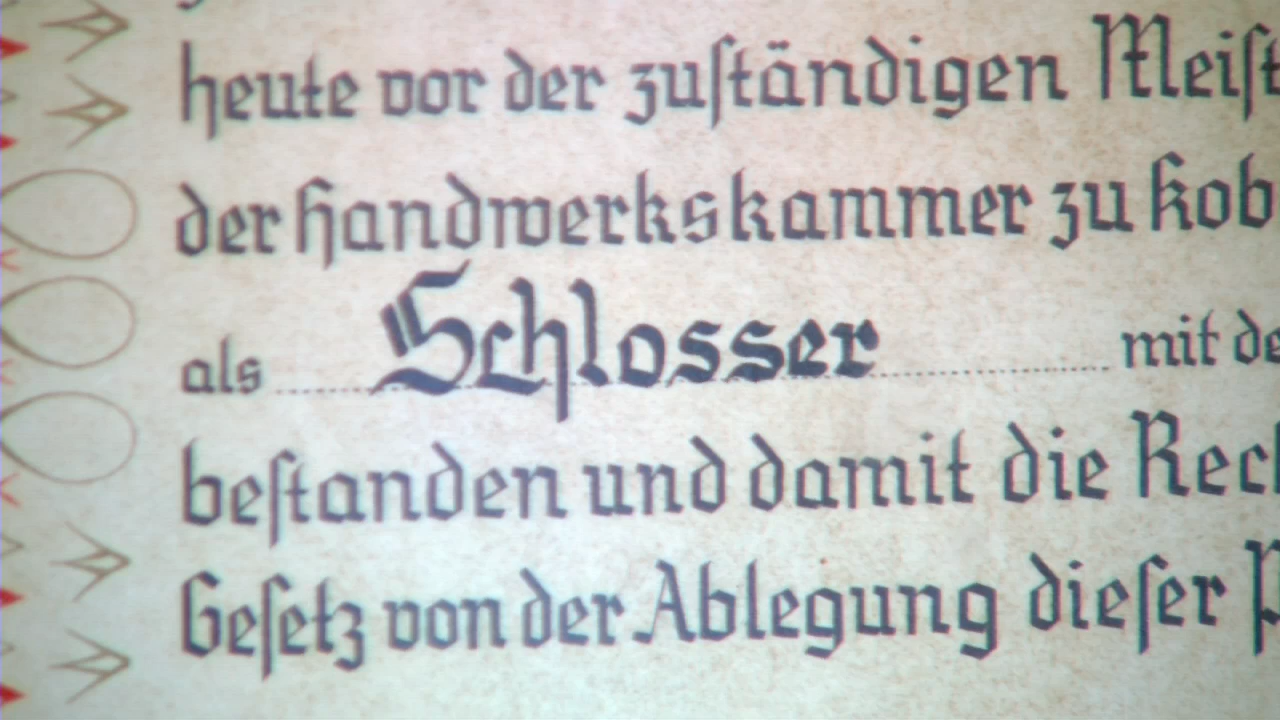 heute vor der zuſtändigen Meiſt
der Handwerkskammer zu Kob
als Schlosser mit de
beſtanden und damit die Rech
Geſetz von der Ablegung dieſer P